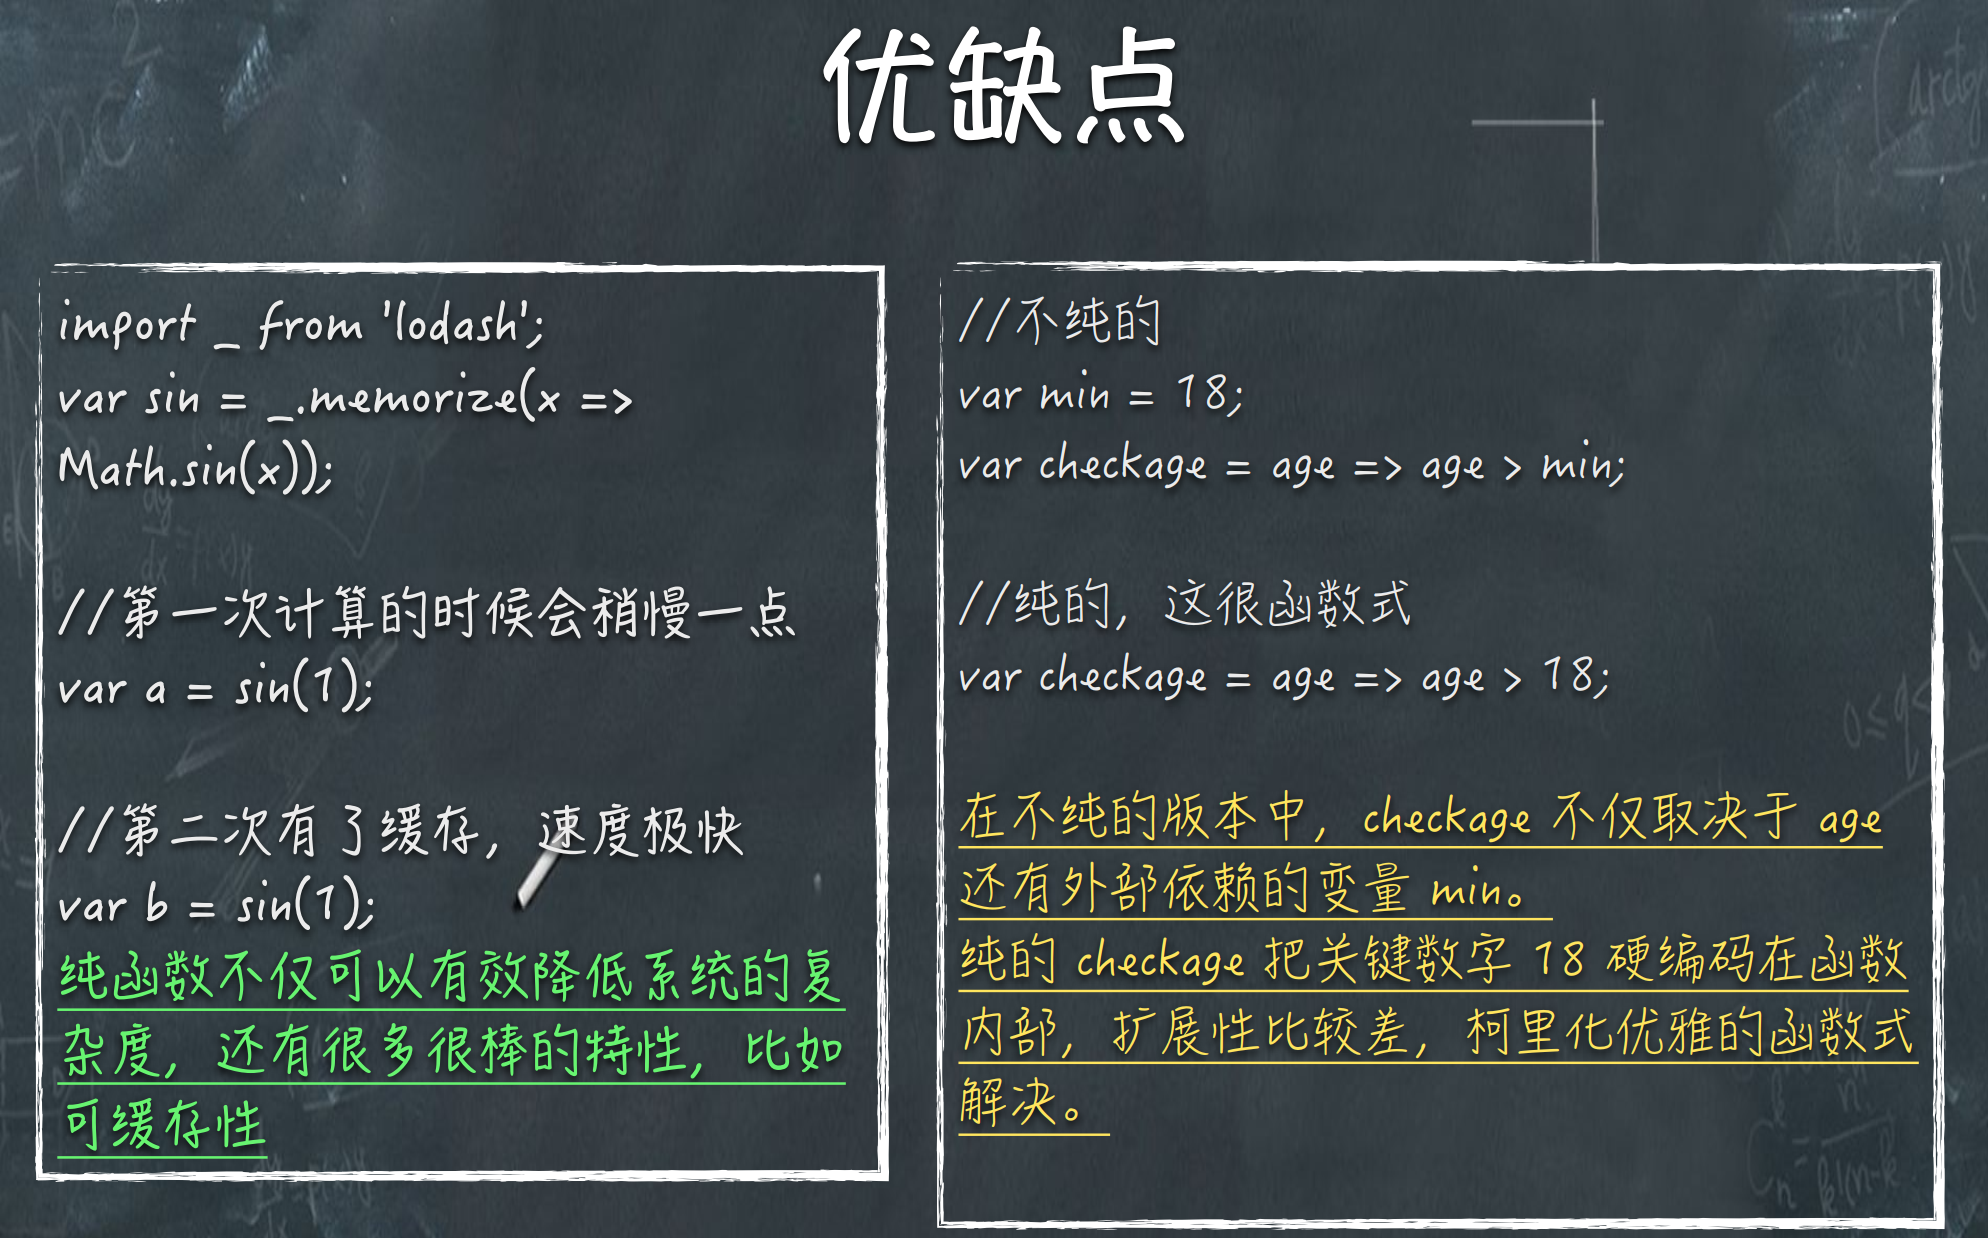 优缺点
import _ from 'lodash';
var sin = _.memorize(x =>
Math.sin(x));
//第一次计算的时候会稍慢一点
var a = sin(1);
//第二次有了缓存，速度极快
var b = sin(1);
纯函数不仅可以有效降低系统的复
杂度，还有很多很棒的特性，比如
可缓存性
//不纯的
var min = 18;
var checkage = age => age > min;
//纯的，这很函数式
var checkage = age => age > 18;
在不纯的版本中，checkage 不仅取决于 age
还有外部依赖的变量 min。
纯的 checkage 把关键数字 18 硬编码在函数
内部，扩展性比较差，柯里化优雅的函数式
解决。